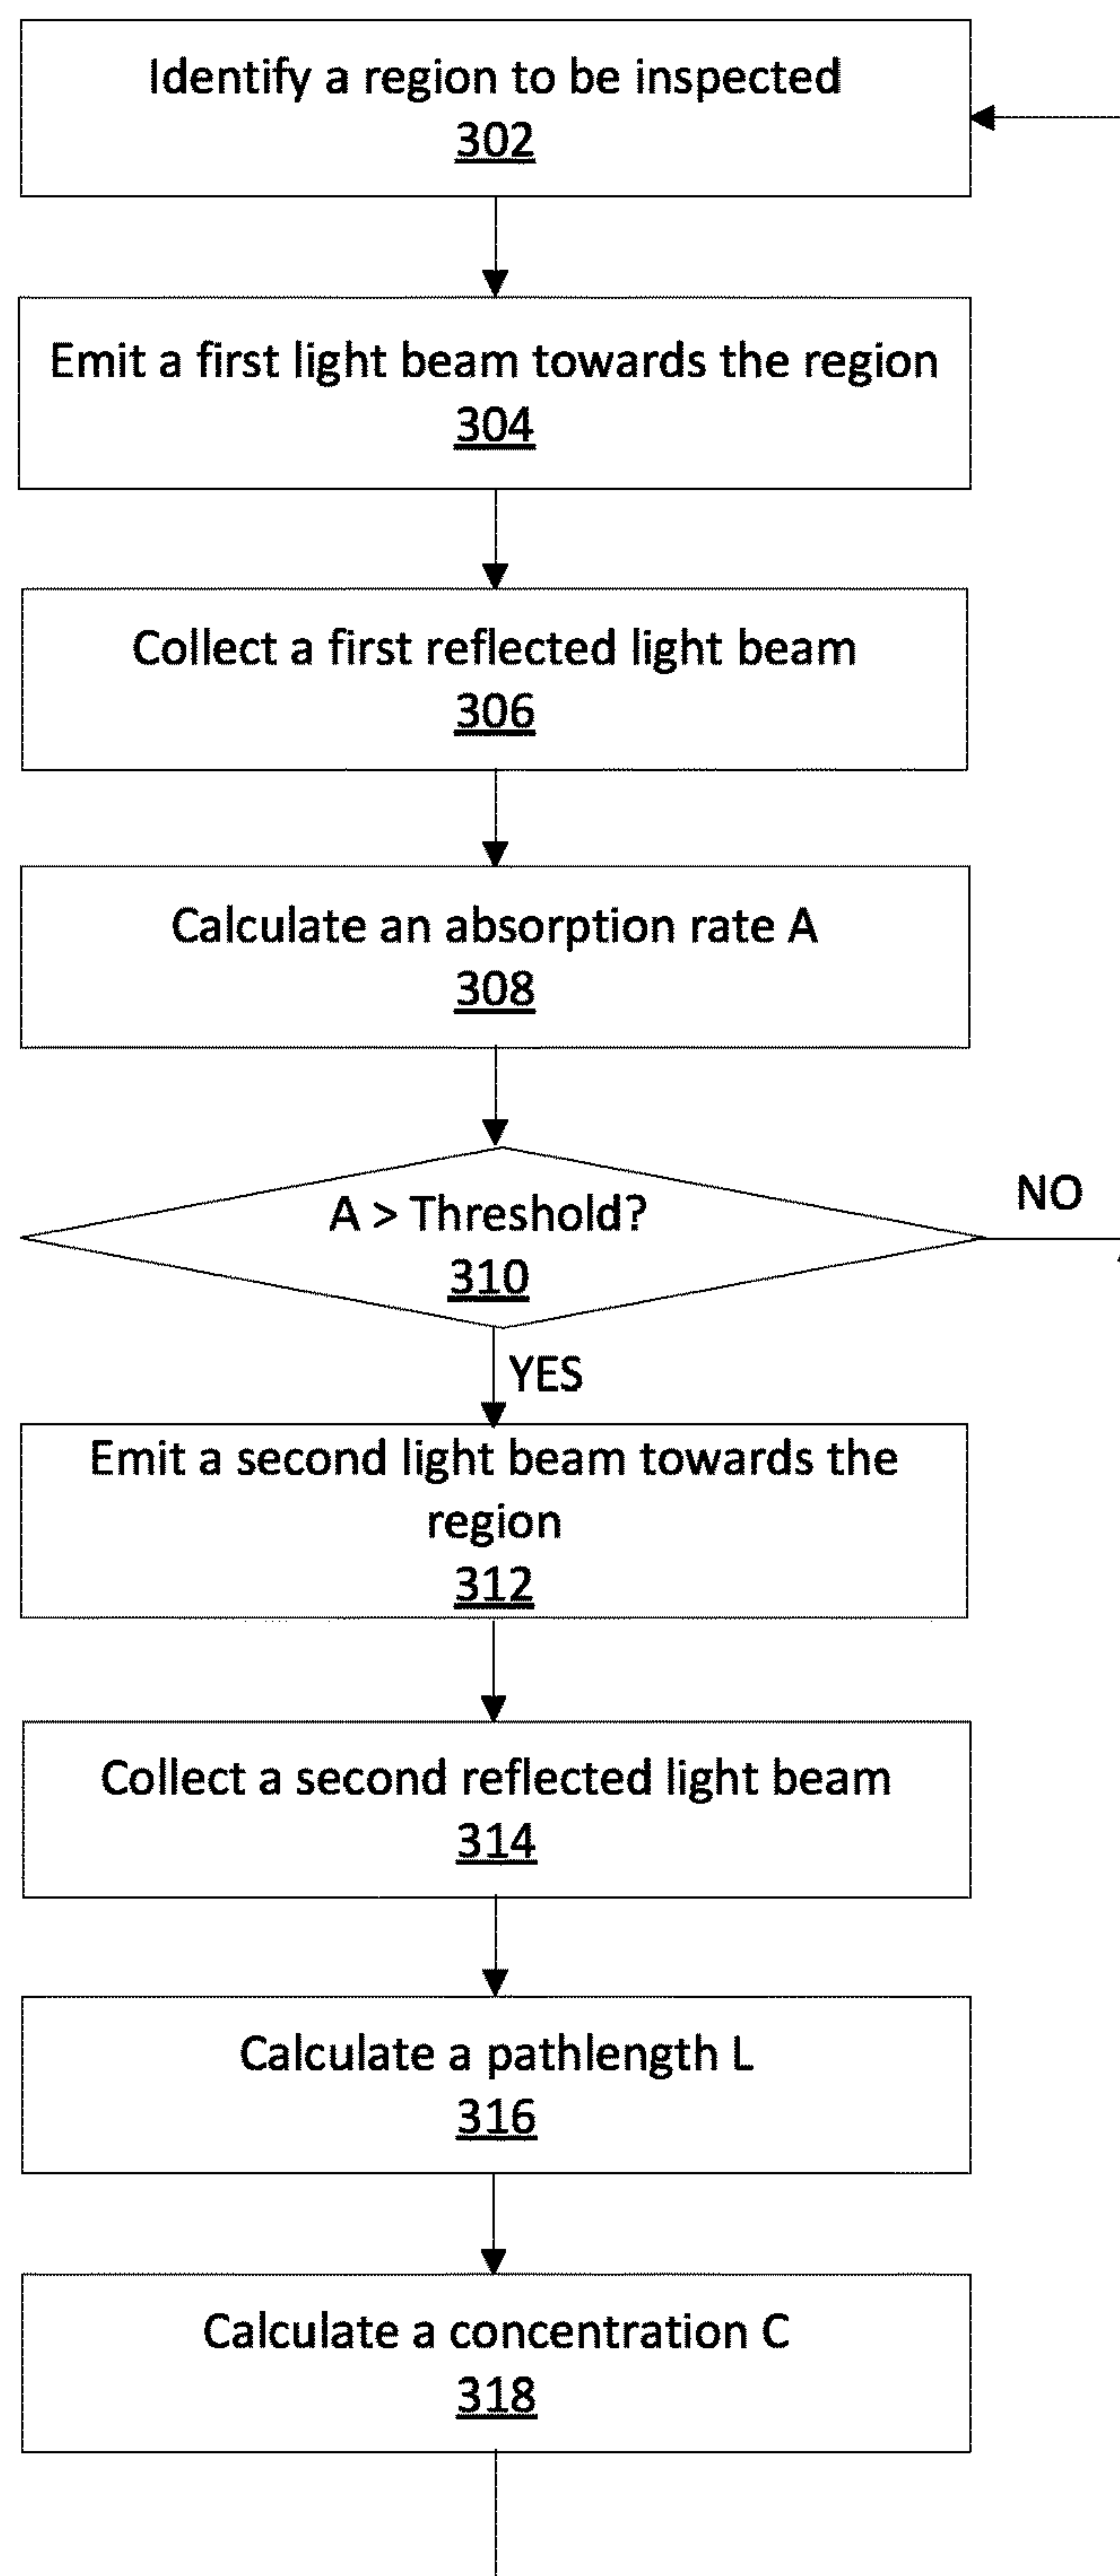 Identify a region to be inspected
302
Emit a first light beam towards the region
304
Collect a first reflected light beam
306
Calculate an absorption rate A
308
A > Threshold?
310
NO
YES
Emit a second light beam towards the
region
312
Collect a second reflected light beam
314
Calculate a pathlength L
316
Calculate a concentration C
318